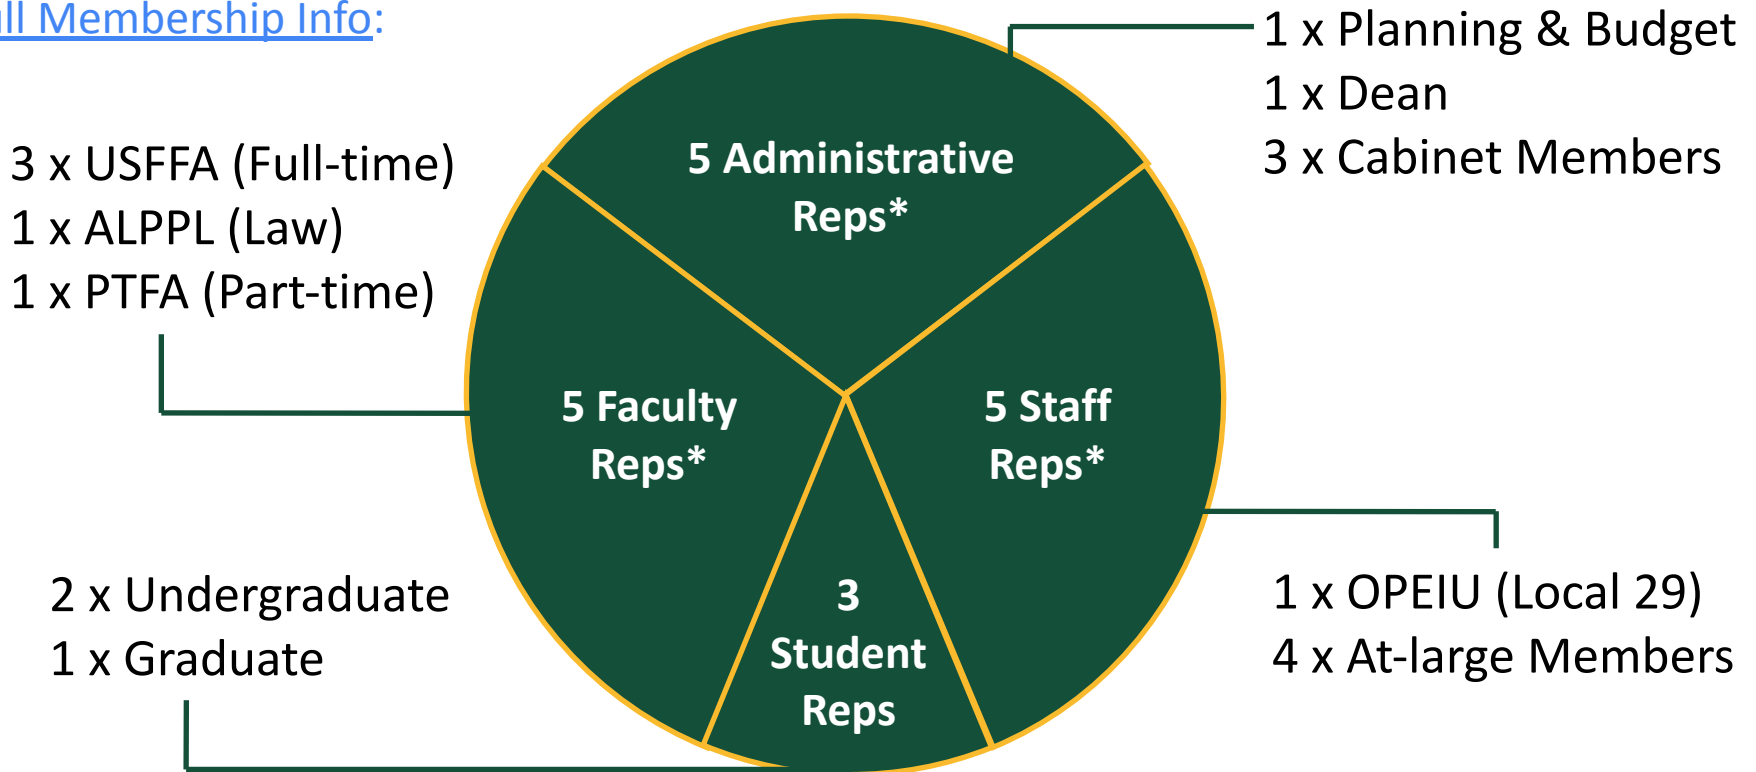 Membership Info:
1 x Planning & Budget
1 x Dean
3 x Cabinet Members
3 x USFFA (Full-time)
1 x ALPPL (Law)
1 x PTFA (Part-time)
5 Administrative
Reps*
5 Faculty
Reps*
5 Staff
Reps*
2 x Undergraduate
1 x Graduate
3
Student
Reps
1 x OPEIU (Local 29)
4 x At-large Members